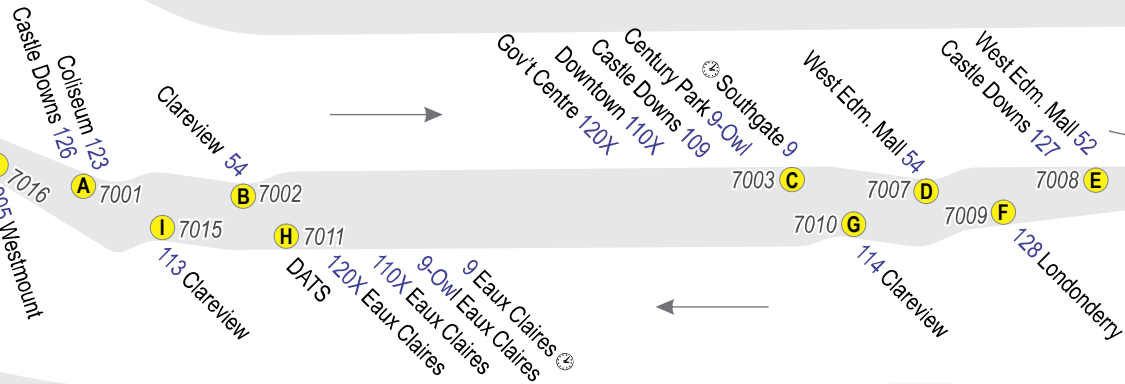 Castle Downs 126
Coliseum 123
Clareview 54
Gov't Centre 120X
Downtown 110X
Castle Downs 109
Century Park 9-Owl
Southgate 9
West Edm. Mall 54
Castle Downs 127
West Edm. Mall 52
7016
A 7001
B 7002
7003 C
7007 D
7008 E
I 7015
H 7011
7010 G
7009 F
05 Westmount
113 Clareview
DATS
120X Eaux Claires
110X Eaux Claires
9-Owl Eaux Claires
9 Eaux Claires
114 Clareview
128 Londonderry